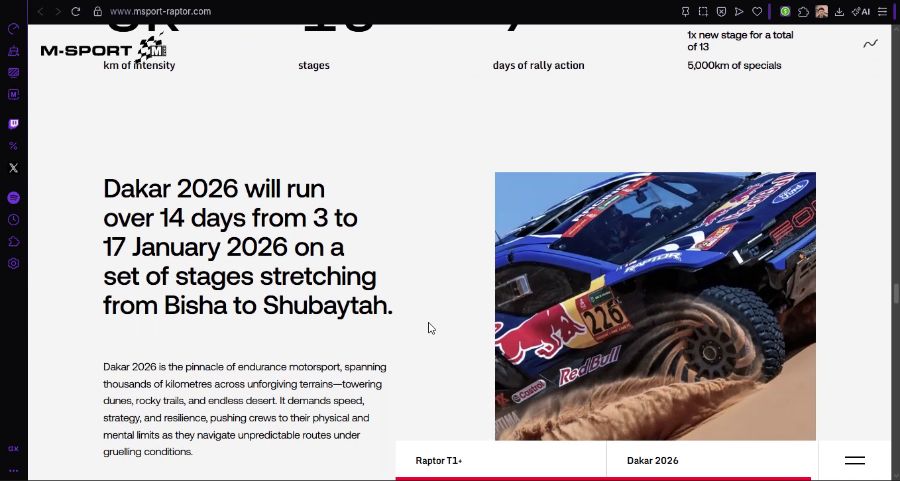 www.msport-raptor.com
AI
M-SPORT
M
km of intensity
stages
days of rally action
1x new stage for a total
of 13
5,000km of specials
Dakar 2026 will run
over 14 days from 3 to
17 January 2026 on a
set of stages stretching
from Bisha to Shubaytah.
Dakar 2026 is the pinnacle of endurance motorsport, spanning
thousands of kilometres across unforgiving terrains—towering
dunes, rocky trails, and endless desert. It demands speed,
strategy, and resilience, pushing crews to their physical and
mental limits as they navigate unpredictable routes under
gruelling conditions.
Ford
RAPTOR
226
Red Bull
Red Bull
Castrol
Raptor T1+
Dakar 2026